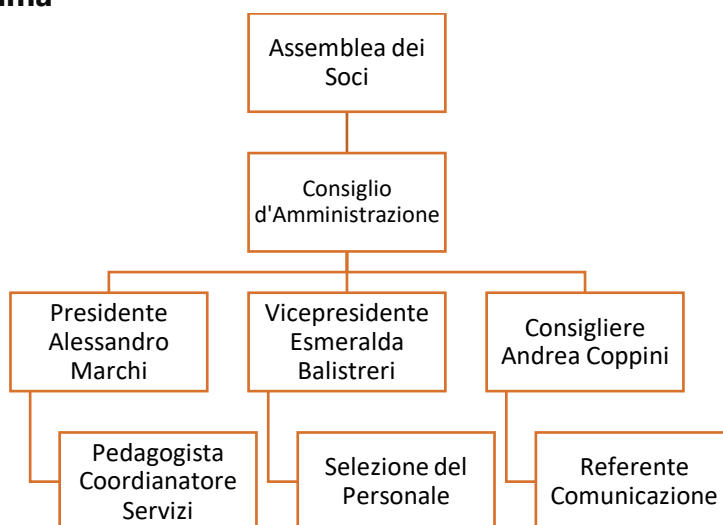 Assemblea dei
Soci
Consiglio
d'Amministrazione
Presidente
Alessandro
Marchi
Vicepresidente
Esmeralda
Balistreri
Consigliere
Andrea Coppini
Pedagogista
Coordianatore
Servizi
Selezione del
Personale
Referente
Comunicazione